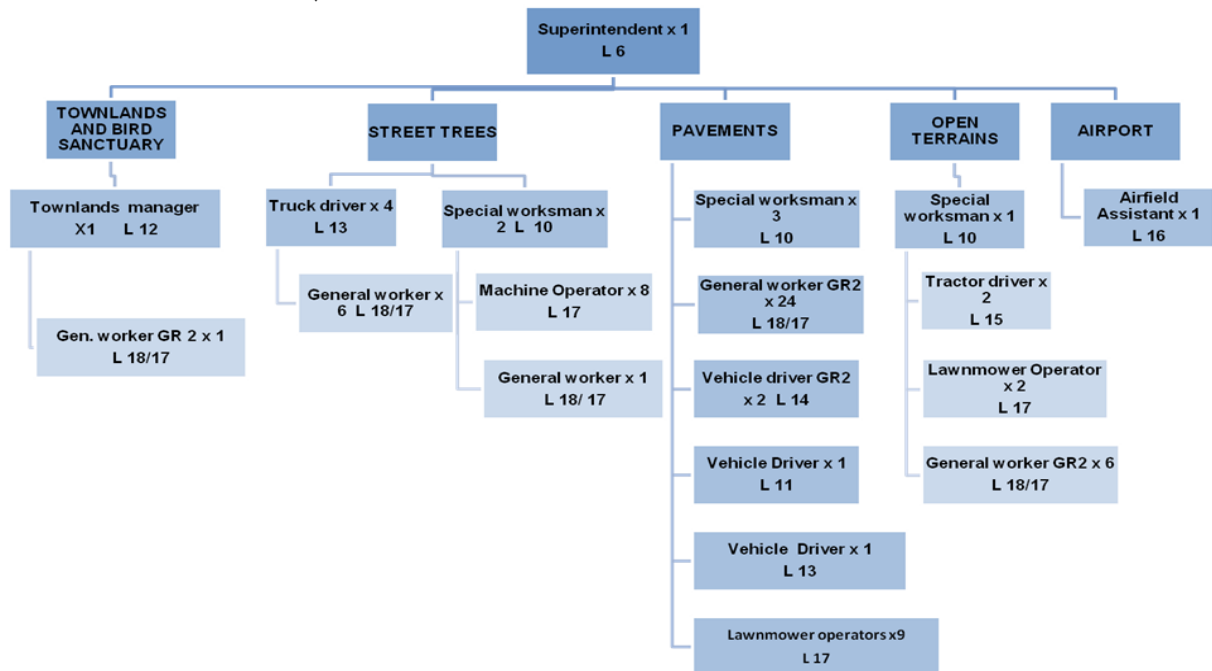 Superintendent x 1
L 6
TOWNLANDS
AND BIRD
SANCTUARY
STREET TREES
PAVEMENTS
OPEN
TERRAINS
AIRPORT
Townlands manager
X1 L 12
Gen. worker GR 2 x 1
L 18/17
Truck driver x 4
L 13
General worker x
6 L 18/17
Special worksman x
2 L 10
Machine Operator x 8
L 17
General worker x 1
L 18/ 17
Special worksman x
3
L 10
General worker GR2
x 24
L 18/17
Vehicle driver GR2
x 2 L 14
Vehicle Driver x 1
L 11
Vehicle Driver x 1
L 13
Lawnmower operators x9
L 17
Special
worksman x 1
L 10
Tractor driver x
2
L 15
Lawnmower Operator
x 2
L 17
General worker GR2 x 6
L 18/17
Airfield
Assistant x 1
L 16